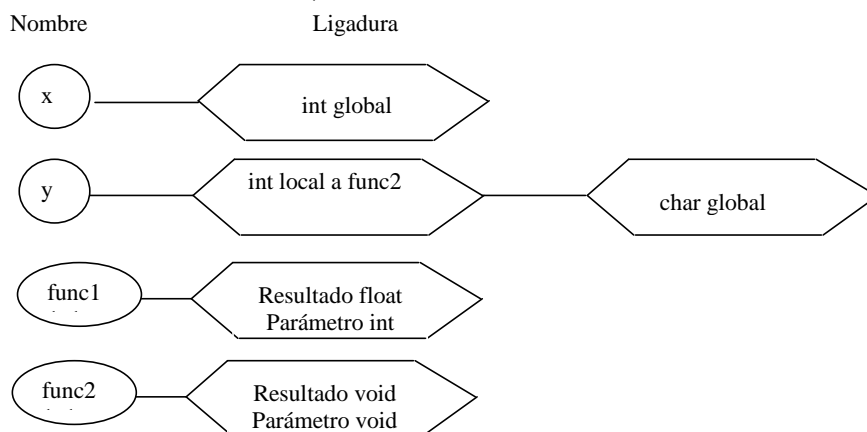 Nombre Ligadura
x int global
y int local a func2 char global
func1 Resultado float
Parámetro int
func2 Resultado void
Parámetro void